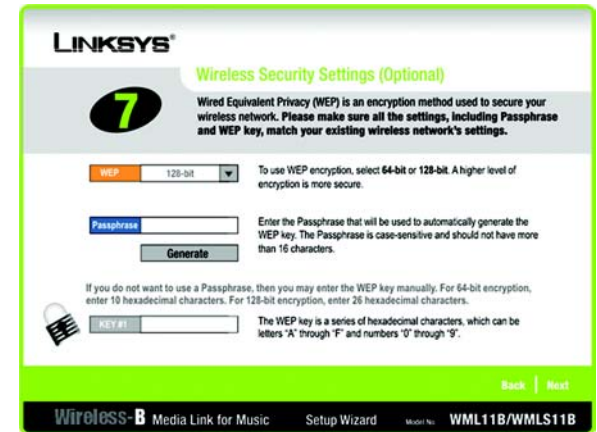 LINKSYS®
Wireless Security Settings (Optional)
7
Wired Equivalent Privacy (WEP) is an encryption method used to secure your
wireless network. Please make sure all the settings, including Passphrase
and WEP key, match your existing wireless network's settings.
WEP 128-bit
To use WEP encryption, select 64-bit or 128-bit. A higher level of
encryption is more secure.
Passphrase
Generate
Enter the Passphrase that will be used to automatically generate the
WEP key. The Passphrase is case-sensitive and should not have more
than 16 characters.
If you do not want to use a Passphrase, then you may enter the WEP key manually. For 64-bit encryption,
enter 10 hexadecimal characters. For 128-bit encryption, enter 26 hexadecimal characters.
KEY #1
The WEP key is a series of hexadecimal characters, which can be
letters "A" through "F" and numbers "0" through "9".
Back | Next
Wireless-B Media Link for Music Setup Wizard Model No. WML11B/WMLS11B